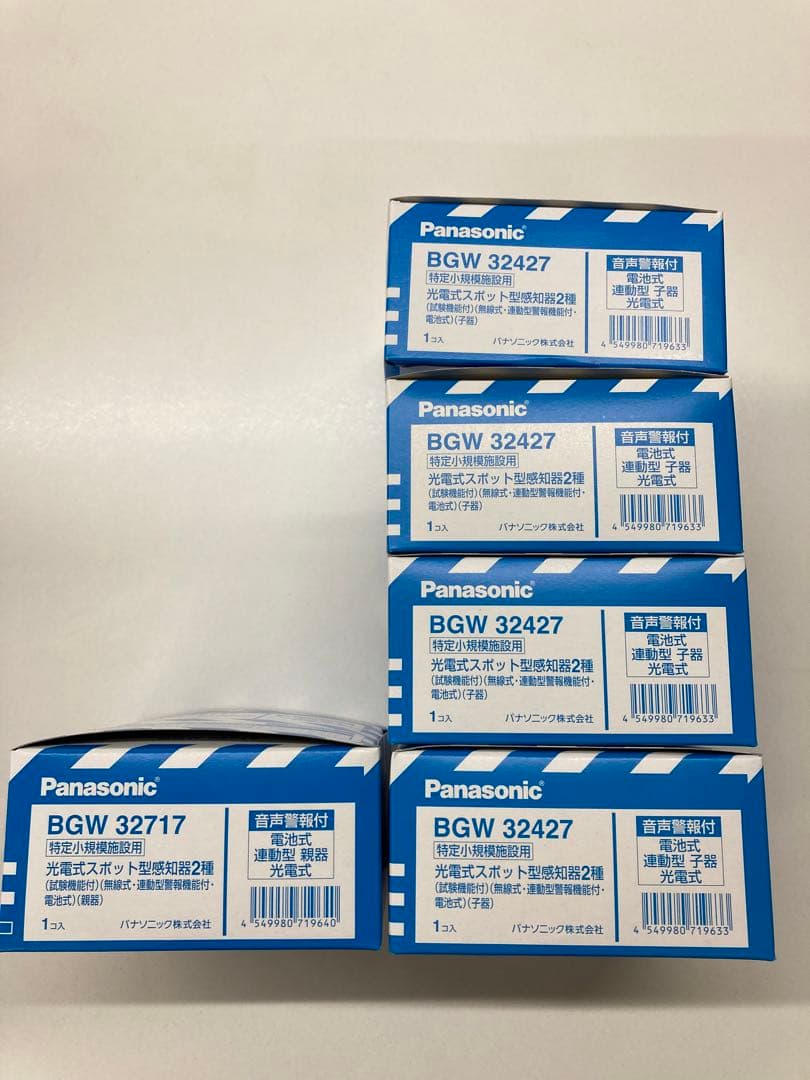 Panasonic®
BGW 32427
特定小規模施設用
光電式スポット型感知器2種
(試験機能付)(無線式・連動型警報機能付・
電池式)(子器)
1コ入
パナソニック株式会社
音声警報付
電池式
連動型 子器
光電式
4 549980 719633
Panasonic®
BGW 32427
特定小規模施設用
光電式スポット型感知器2種
(試験機能付)(無線式・連動型警報機能付・
電池式)(子器)
1コ入
パナソニック株式会社
音声警報付
電池式
連動型 子器
光電式
4 549980 719633
Panasonic®
BGW 32427
特定小規模施設用
光電式スポット型感知器2種
(試験機能付)(無線式・連動型警報機能付・
電池式)(子器)
1コ入
パナソニック株式会社
音声警報付
電池式
連動型 子器
光電式
4 549980 719633
Panasonic®
BGW 32717
特定小規模施設用
光電式スポット型感知器2種
(試験機能付)(無線式・連動型警報機能付・
電池式)(親器)
1コ入
パナソニック株式会社
音声警報付
電池式
連動型 親器
光電式
4 549980 719640
Panasonic®
BGW 32427
特定小規模施設用
光電式スポット型感知器2種
(試験機能付)(無線式・連動型警報機能付・
電池式)(子器)
1コ入
パナソニック株式会社
音声警報付
電池式
連動型 子器
光電式
4 549980 719633